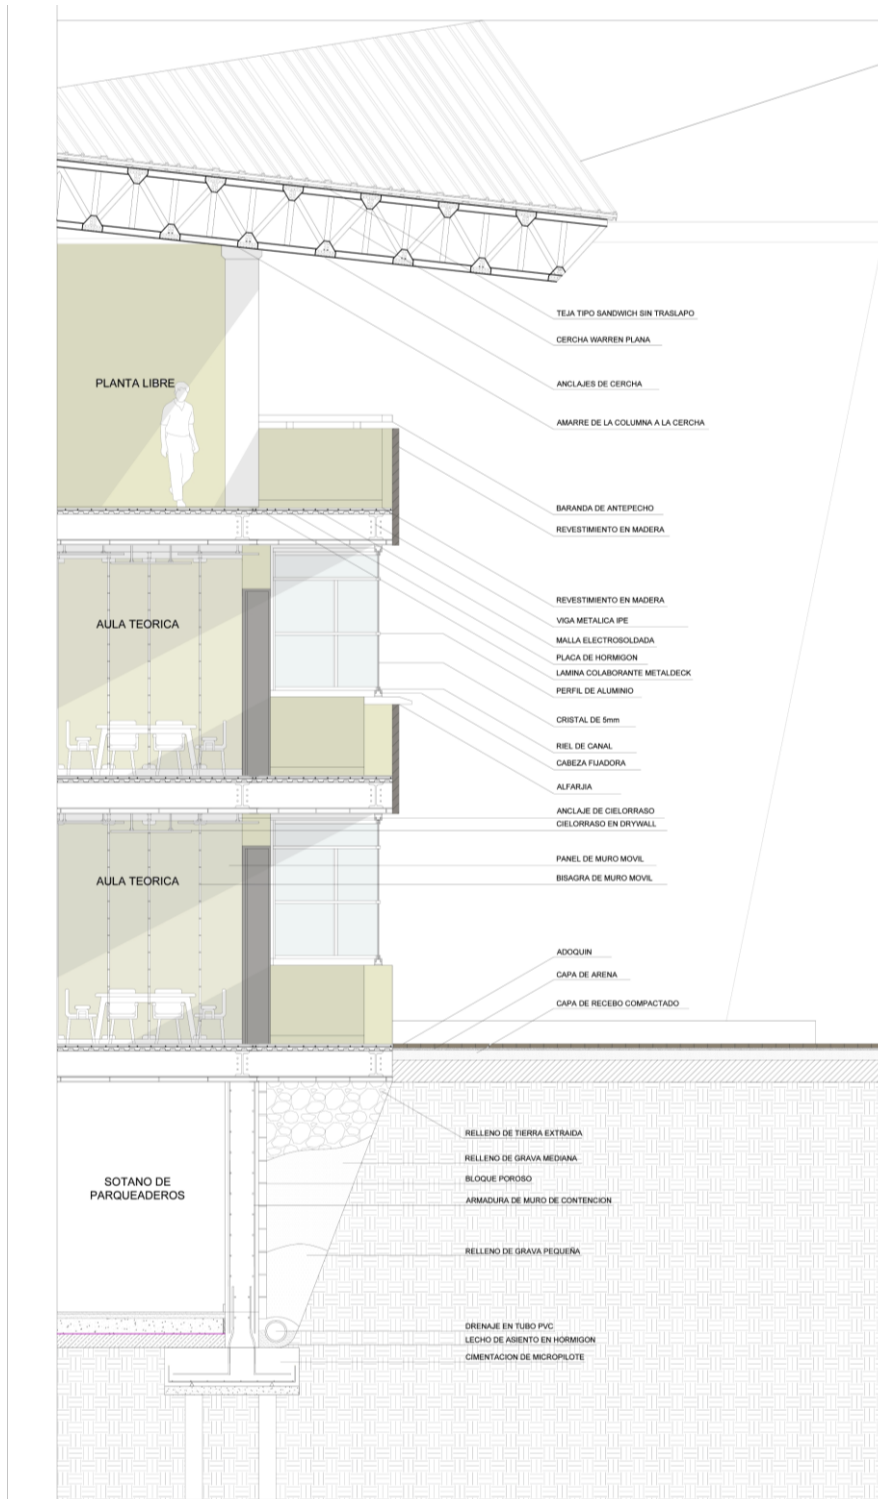 TEJA TIPO SANDWICH SIN TRASLAPO
CERCHA WARREN PLANA
PLANTA LIBRE
ANCLAJES DE CERCHA
AMARRE DE LA COLUMNA A LA CERCHA
BARANDA DE ANTEPECHO
REVESTIMIENTO EN MADERA
REVESTIMIENTO EN MADERA
AULA TEORICA
VIGA METALICA IPE
MALLA ELECTROSOLDADA
PLACA DE HORMIGON
LAMINA COLABORANTE METALDECK
PERFIL DE ALUMINIO
CRISTAL DE 5mm
RIEL DE CANAL
CABEZA FIJADORA
ALFARJIA
ANCLAJE DE CIELORRASO
CIELORRASO EN DRYWALL
PANEL DE MURO MOVIL
AULA TEORICA
BISAGRA DE MURO MOVIL
ADOQUIN
CAPA DE ARENA
CAPA DE RECEBO COMPACTADO
RELLENO DE TIERRA EXTRAIDA
RELLENO DE GRAVA MEDIANA
BLOQUE POROSO
SOTANO DE
PARQUEADEROS
ARMADURA DE MURO DE CONTENCION
RELLENO DE GRAVA PEQUEÑA
DRENAJE EN TUBO PVC
LECHO DE ASIENTO EN HORMIGON
CIMENTACION DE MICROPILOTE